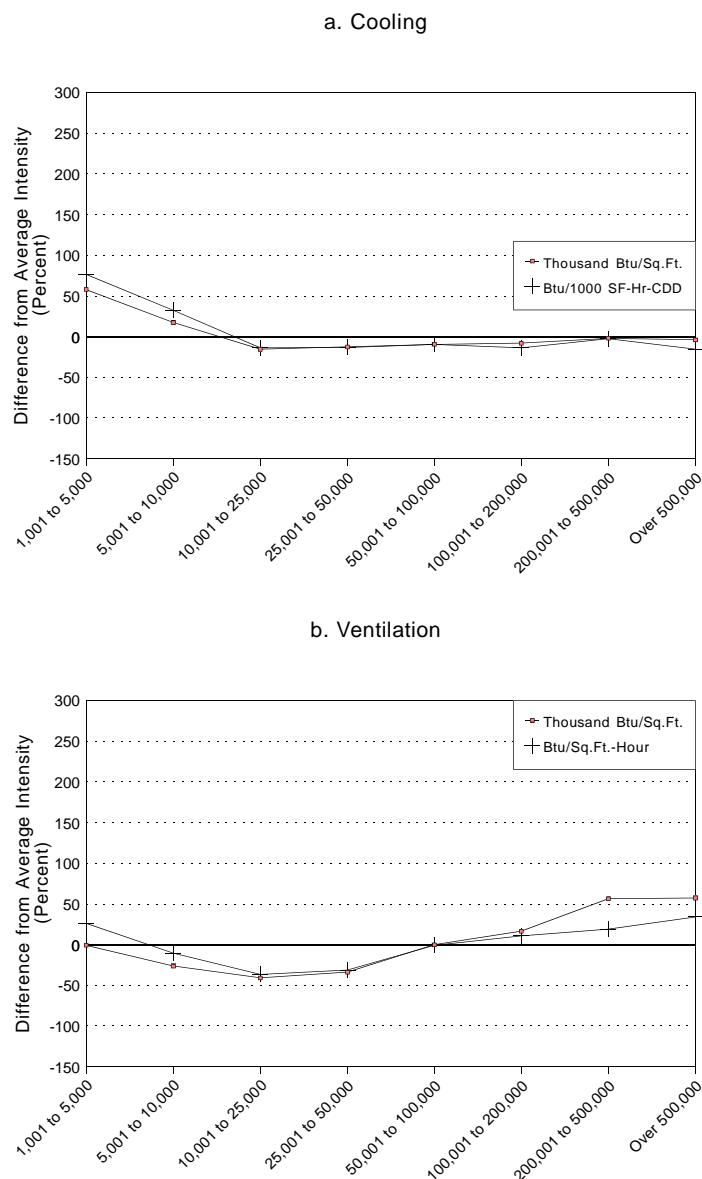 a. Cooling
Difference from Average Intensity
(Percent)
300
250
200
150
100
50
0
-50
-100
-150
Thousand Btu/Sq.Ft.
Btu/1000 SF-Hr-CDD
1,001 to 5,000
5,001 to 10,000
10,001 to 25,000
25,001 to 50,000
50,001 to 100,000
100,001 to 200,000
200,001 to 500,000
Over 500,000
b. Ventilation
Difference from Average Intensity
(Percent)
300
250
200
150
100
50
0
-50
-100
-150
Thousand Btu/Sq.Ft.
Btu/Sq.Ft.-Hour
1,001 to 5,000
5,001 to 10,000
10,001 to 25,000
25,001 to 50,000
50,001 to 100,000
100,001 to 200,000
200,001 to 500,000
Over 500,000